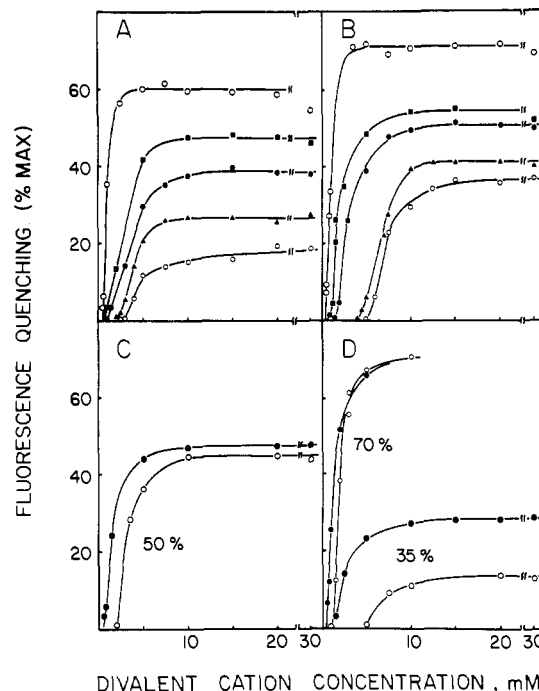 A
B
60
40
20
C
D
60
40
20
50 %
70 %
35 %
10
20
30
10
20
30
FLUORESCENCE QUENCHING (% MAX)
DIVALENT CATION CONCENTRATION , mM